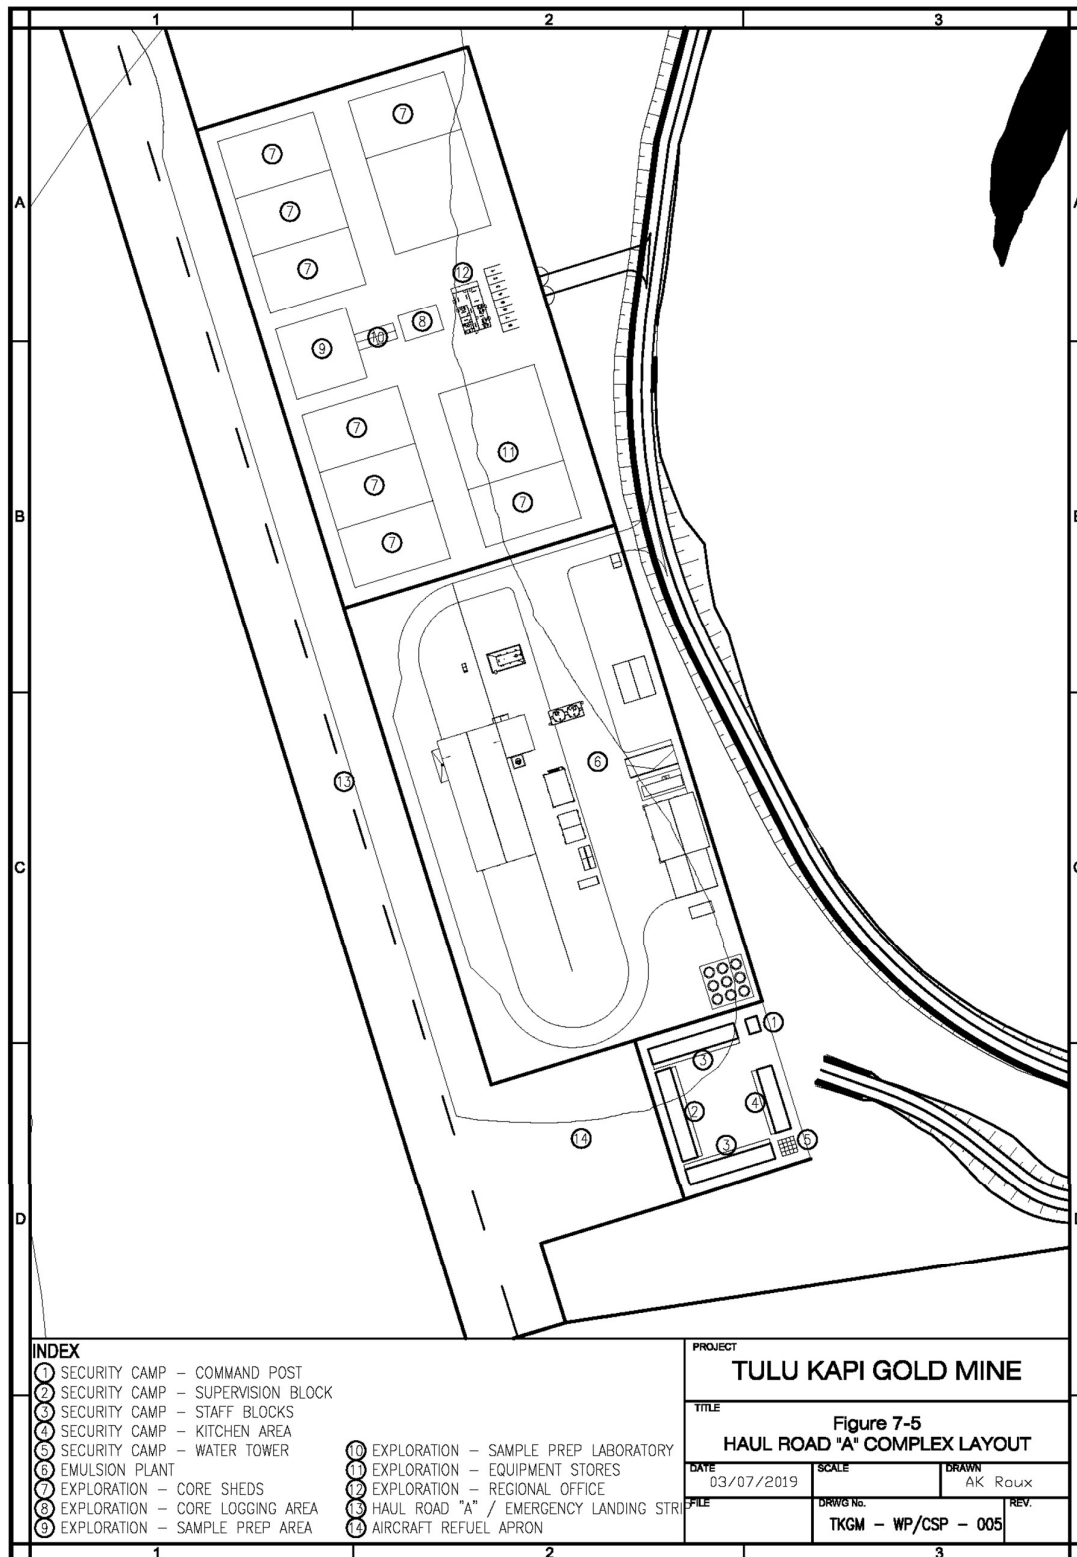 1 2 3
A A
7
7
7
7
12
8
10
9
7
11
7
7
B B
7
6
13
C C
1
3
2 4
14 3 5
D D
INDEX
1 SECURITY CAMP – COMMAND POST
2 SECURITY CAMP – SUPERVISION BLOCK
3 SECURITY CAMP – STAFF BLOCKS
4 SECURITY CAMP – KITCHEN AREA
5 SECURITY CAMP – WATER TOWER
6 EMULSION PLANT
7 EXPLORATION – CORE SHEDS
8 EXPLORATION – CORE LOGGING AREA
9 EXPLORATION – SAMPLE PREP AREA
10 EXPLORATION – SAMPLE PREP LABORATORY
11 EXPLORATION – EQUIPMENT STORES
12 EXPLORATION – REGIONAL OFFICE
13 HAUL ROAD "A" / EMERGENCY LANDING STRIP
14 AIRCRAFT REFUEL APRON
PROJECT
TULU KAPI GOLD MINE
TITLE
Figure 7-5
HAUL ROAD "A" COMPLEX LAYOUT
DATE SCALE DRAWN
03/07/2019 AK Roux
FILE DRWG No. REV.
TKGM – WP/CSP – 005
1 2 3